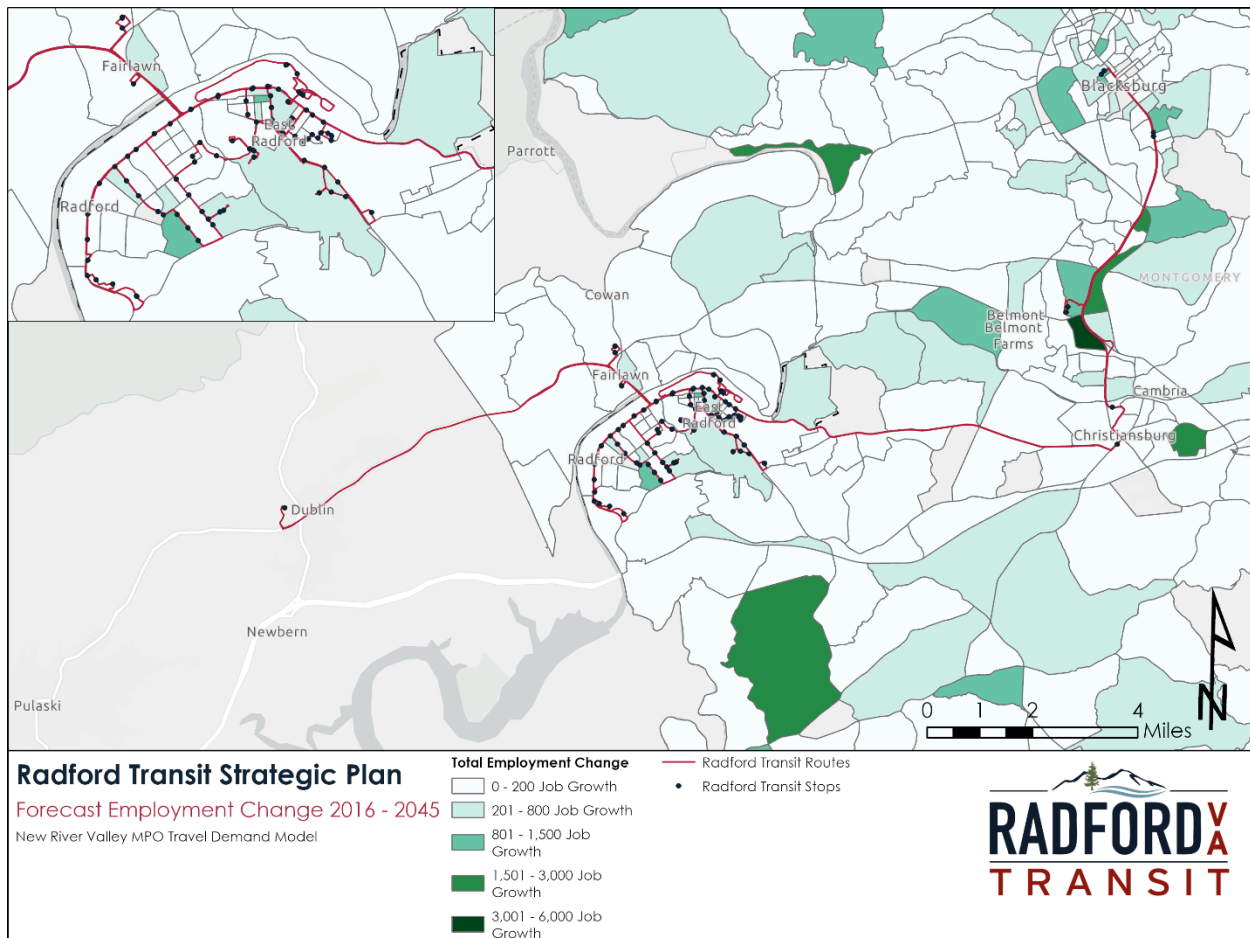 Fairlawn
East
Radford
Radford
Parrott
Blacksburg
MONTGOMERY
Cowan
Belmont
Belmont
Farms
Fairlawn
Cambria
East
Radford
Christiansburg
Radford
Dublin
Newbern
Pulaski
N
0 1 2 4
Miles
Radford Transit Strategic Plan
Forecast Employment Change 2016 - 2045
New River Valley MPO Travel Demand Model
Total Employment Change
0 - 200 Job Growth
201 - 800 Job Growth
801 - 1,500 Job
Growth
1,501 - 3,000 Job
Growth
3,001 - 6,000 Job
Growth
Radford Transit Routes
Radford Transit Stops
RADFORD VA
TRANSIT